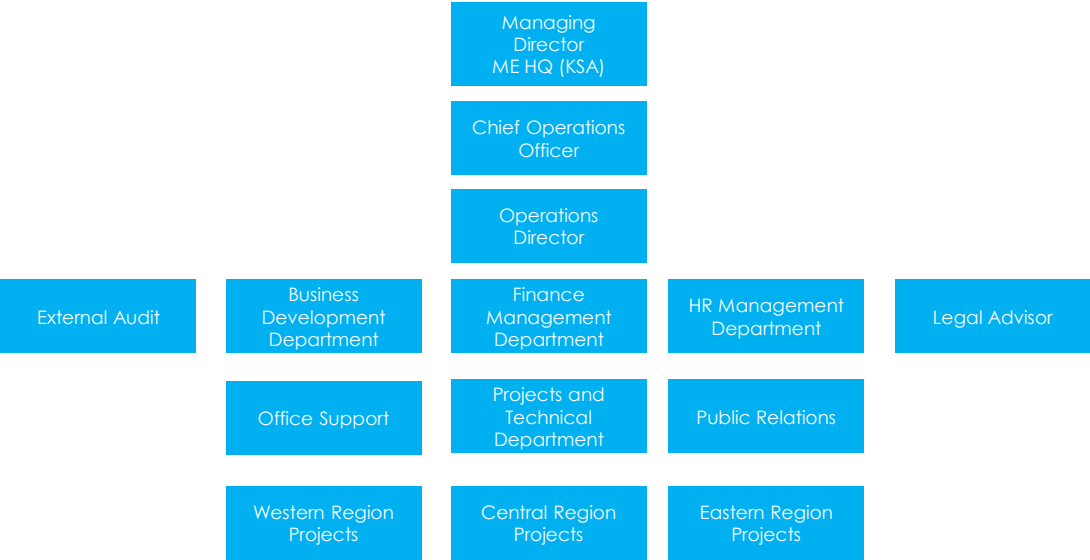 Managing
Director
ME HQ (KSA)
Chief Operations
Officer
Operations
Director
External Audit
Business
Development
Department
Finance
Management
Department
HR Management
Department
Legal Advisor
Office Support
Projects and
Technical
Department
Public Relations
Western Region
Projects
Central Region
Projects
Eastern Region
Projects